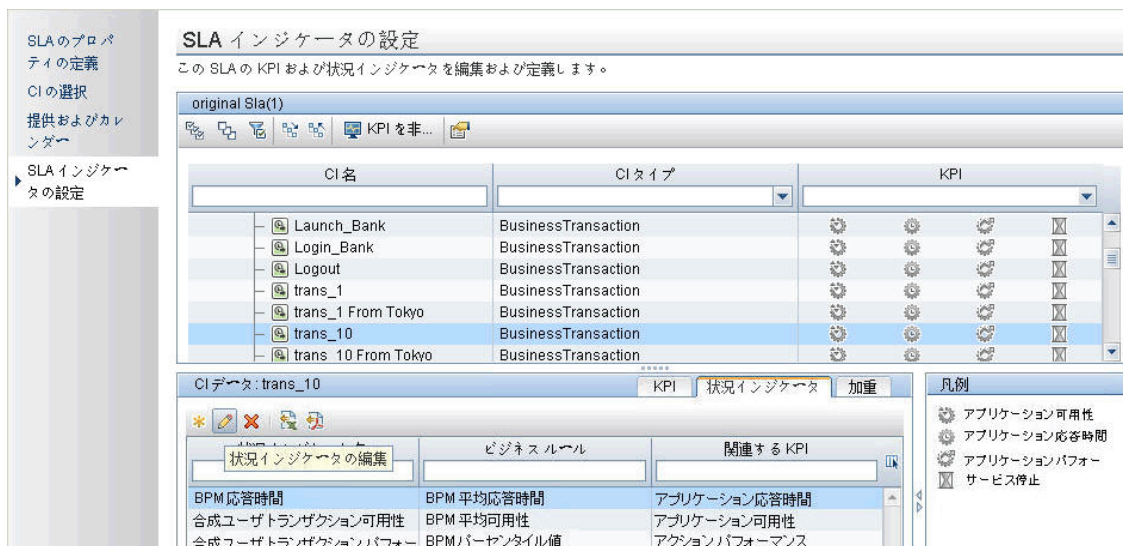 SLAのプロパ
ティの定義
CIの選択
提供およびカレ
ンダー
SLAインジケー
タの設定
SLA インジケータの設定
この SLA の KPI および状況インジケータを編集および定義します。
original Sla(1)
KPI を非...
CI 名 CI タイプ KPI
Launch_Bank BusinessTransaction
Login_Bank BusinessTransaction
Logout BusinessTransaction
trans_1 BusinessTransaction
trans_1 From Tokyo BusinessTransaction
trans_10 BusinessTransaction
trans_10 From Tokyo BusinessTransaction
CI データ: trans_10 KPI 状況インジケータ 加重
ビジネス ルール 関連する KPI
状況インジケータの編集
BPM 応答時間 BPM 平均応答時間 アプリケーション応答時間
合成ユーザトランザクション可用性 BPM 平均可用性 アプリケーション可用性
合成ユーザトランザクションパフォー BPM パーセンタイル値 アクションパフォーマンス
凡例
アプリケーション可用性
アプリケーション応答時間
アプリケーションパフォー
サービス停止